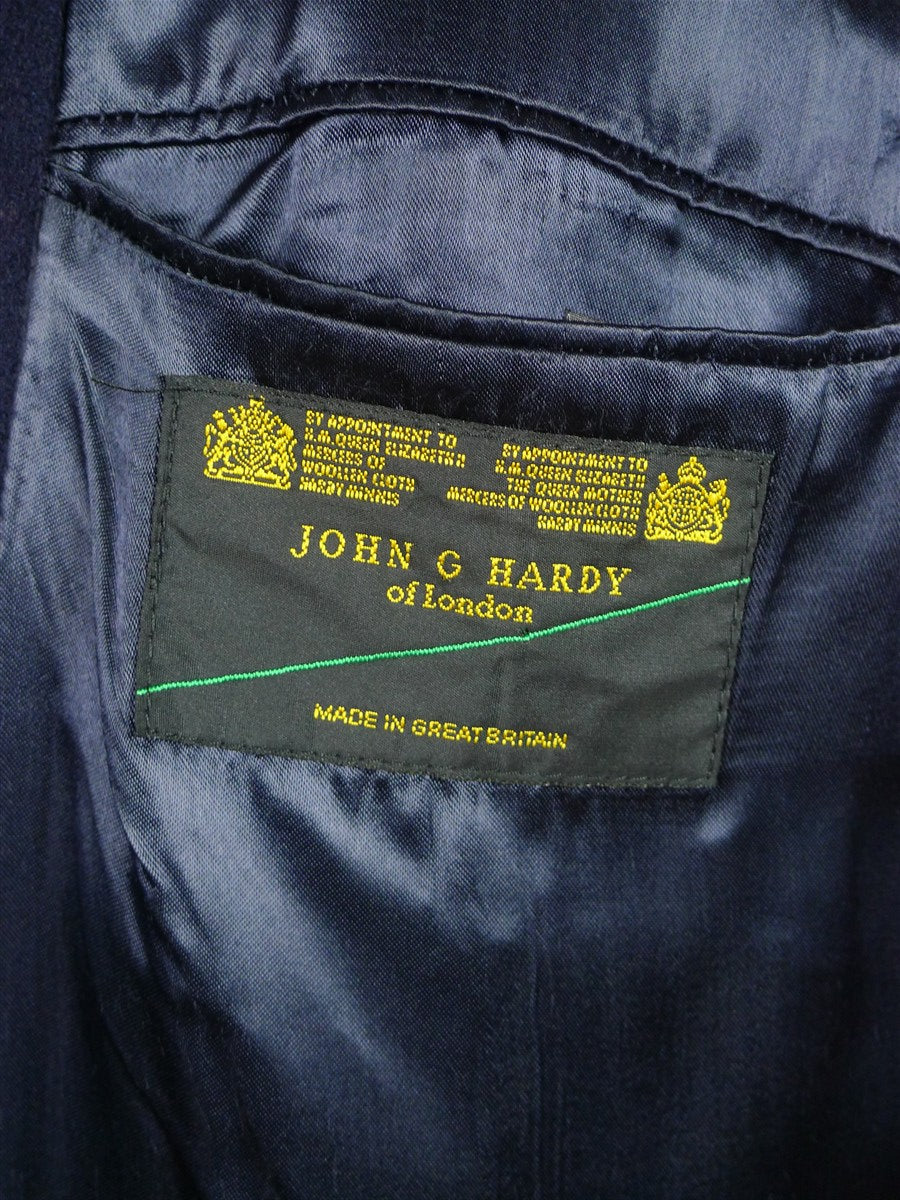 BY APPOINTMENT TO
H.M. QUEEN ELIZABETH II
MERCERS OF
WOOLLEN CLOTH
HARDY MINNIS
BY APPOINTMENT TO
H.M. QUEEN ELIZABETH
THE QUEEN MOTHER
MERCERS OF WOOLLEN CLOTH
HARDY MINNIS
JOHN G HARDY
of London
MADE IN GREAT BRITAIN